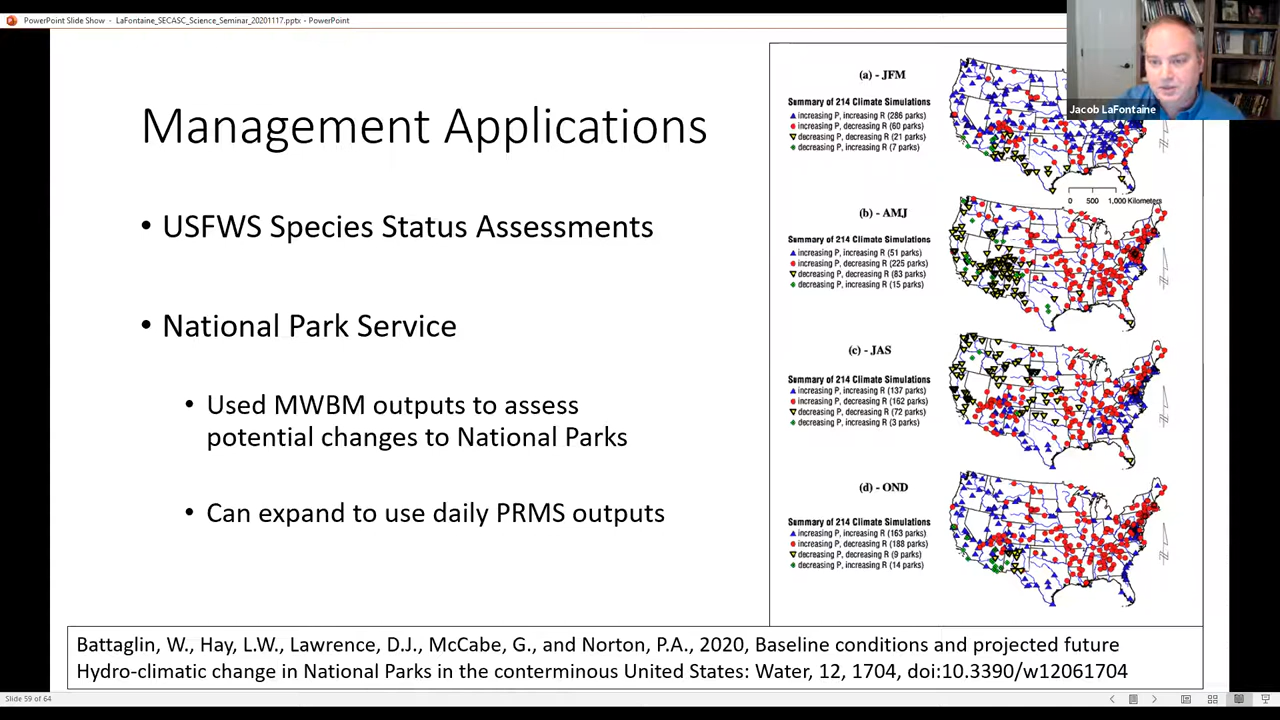 PowerPoint Slide Show - LaFontaine_SECASC_Science_Seminar_20201117.pptx - PowerPoint
Jacob LaFontaine
Management Applications
• USFWS Species Status Assessments
• National Park Service
• Used MWBM outputs to assess
potential changes to National Parks
• Can expand to use daily PRMS outputs
(a) - JFM
Summary of 214 Climate Simulations
increasing P, increasing R (286 parks)
increasing P, decreasing R (60 parks)
decreasing P, decreasing R (21 parks)
decreasing P, increasing R (7 parks)
0 500 1,000 Kilometers
(b) - AMJ
Summary of 214 Climate Simulations
increasing P, increasing R (51 parks)
increasing P, decreasing R (225 parks)
decreasing P, decreasing R (83 parks)
decreasing P, increasing R (15 parks)
(c) - JAS
Summary of 214 Climate Simulations
increasing P, increasing R (137 parks)
increasing P, decreasing R (162 parks)
decreasing P, decreasing R (72 parks)
decreasing P, increasing R (3 parks)
(d) - OND
Summary of 214 Climate Simulations
increasing P, increasing R (163 parks)
increasing P, decreasing R (188 parks)
decreasing P, decreasing R (9 parks)
decreasing P, increasing R (14 parks)
Battaglin, W., Hay, L.W., Lawrence, D.J., McCabe, G., and Norton, P.A., 2020, Baseline conditions and projected future
Hydro-climatic change in National Parks in the conterminous United States: Water, 12, 1704, doi:10.3390/w12061704
Slide 59 of 64